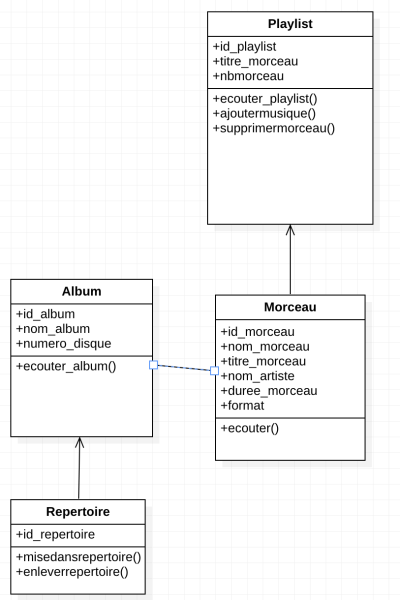 Playlist
+id_playlist
+titre_morceau
+nbmorceau
+ecouter_playlist()
+ajoutermusique()
+supprimermorceau()
Album
+id_album
+nom_album
+numero_disque
+ecouter_album()
Morceau
+id_morceau
+nom_morceau
+titre_morceau
+nom_artiste
+duree_morceau
+format
+ecouter()
Repertoire
+id_repertoire
+misedansrepertoire()
+enleverrepertoire()